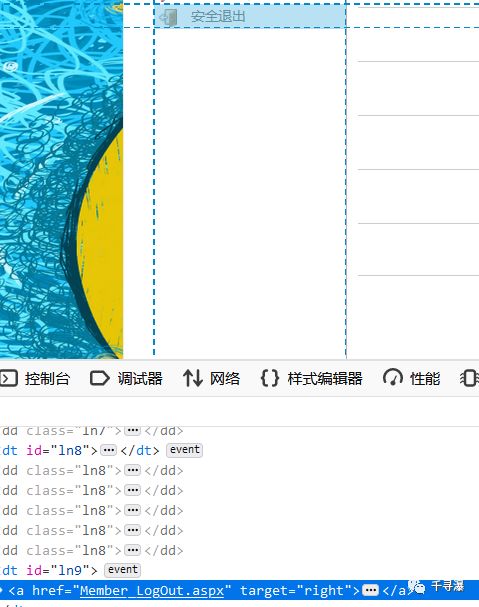 安全退出
控制台 调试器 网络 {} 样式编辑器 性能
dd class="ln7">…</dd>
dt id="ln8">…</dt> event
dd class="ln8">…</dd>
dd class="ln8">…</dd>
dd class="ln8">…</dd>
dd class="ln8">…</dd>
dd class="ln8">…</dd>
dt id="ln9"> event
<a href="Member_LogOut.aspx" target="right">…</a>
千寻瀑